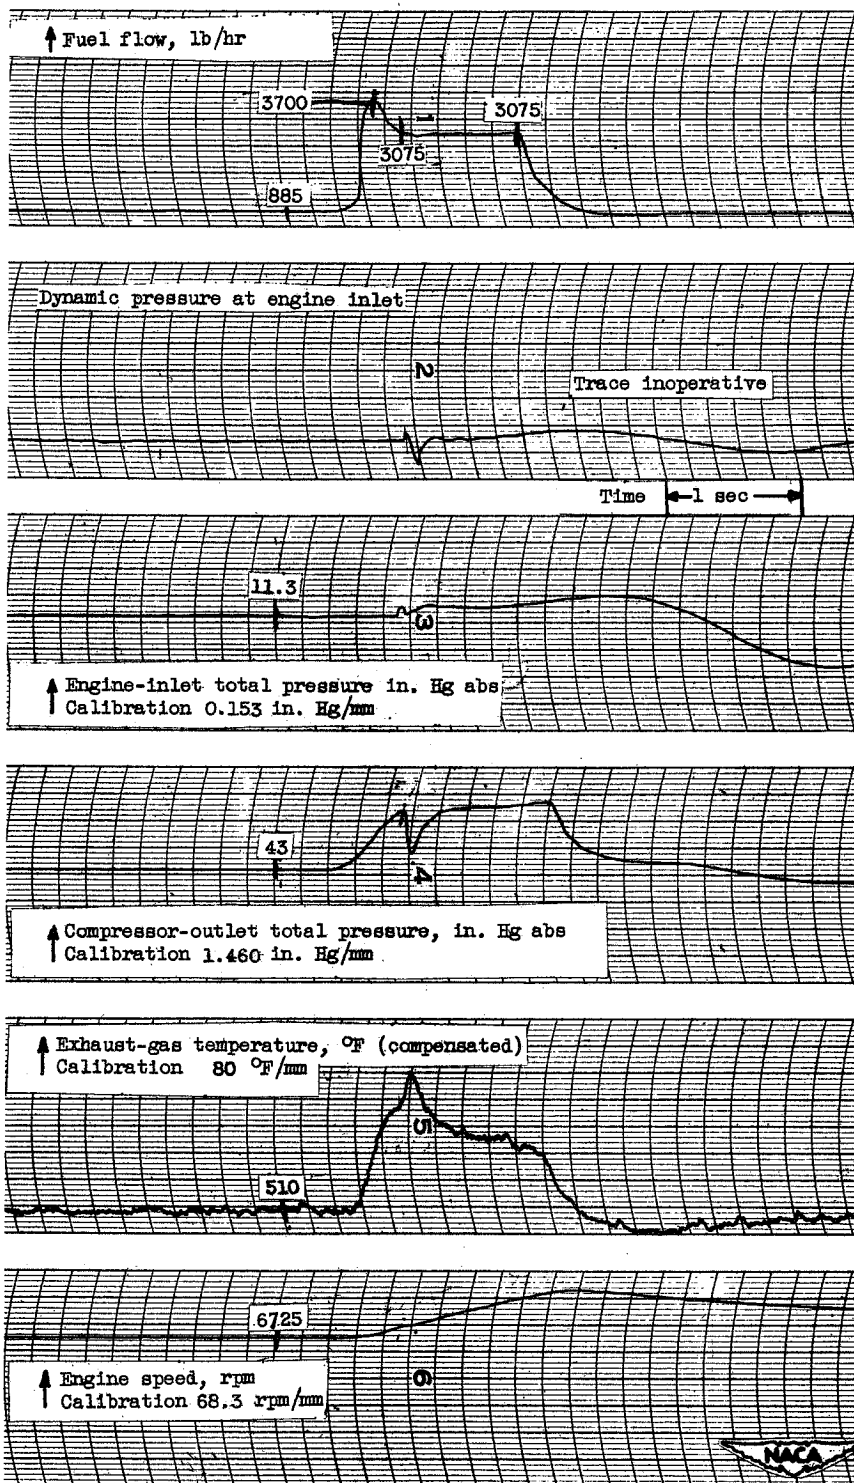 Fuel flow, lb/hr
3700
3075
1
3075
885
Dynamic pressure at engine inlet
2
Trace inoperative
Time 1 sec
11.3
3
Engine-inlet total pressure in. Hg abs
Calibration 0.153 in. Hg/mm
43
4
Compressor-outlet total pressure, in. Hg abs
Calibration 1.460 in. Hg/mm
Exhaust-gas temperature, °F (compensated)
Calibration 80 °F/mm
5
510
6725
Engine speed, rpm
Calibration 68.3 rpm/mm
6
NACA